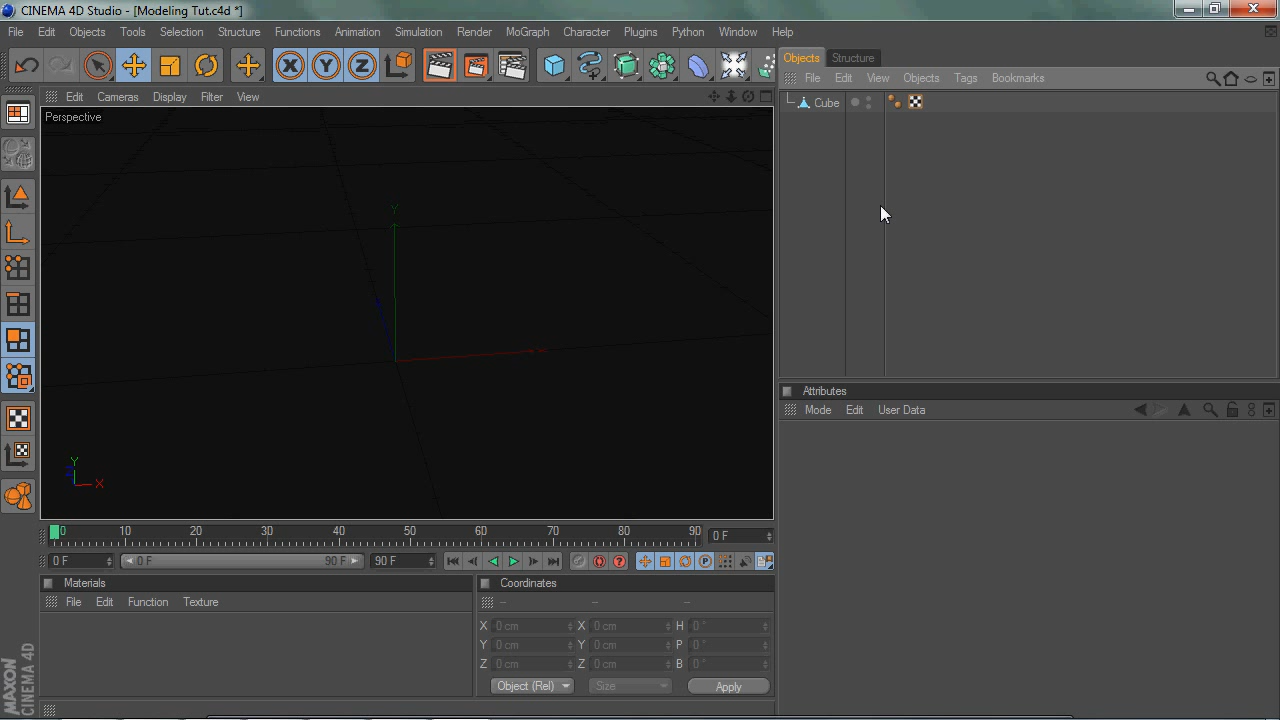 CINEMA 4D Studio - [Modeling Tut.c4d *]
File Edit Objects Tools Selection Structure Functions Animation Simulation Render MoGraph Character Plugins Python Window Help
X Y Z
Objects Structure
File Edit View Objects Tags Bookmarks
Edit Cameras Display Filter View
Cube
Perspective
Y
X
Y
X
Attributes
Mode Edit User Data
0 10 20 30 40 50 60 70 80 90 0 F
0 F 0 F 90 F 90 F P
Materials
File Edit Function Texture
Coordinates
-- -- --
X 0 cm X 0 cm H 0 °
Y 0 cm Y 0 cm P 0 °
Z 0 cm Z 0 cm B 0 °
Object (Rel) Size Apply
MAXON
CINEMA 4D